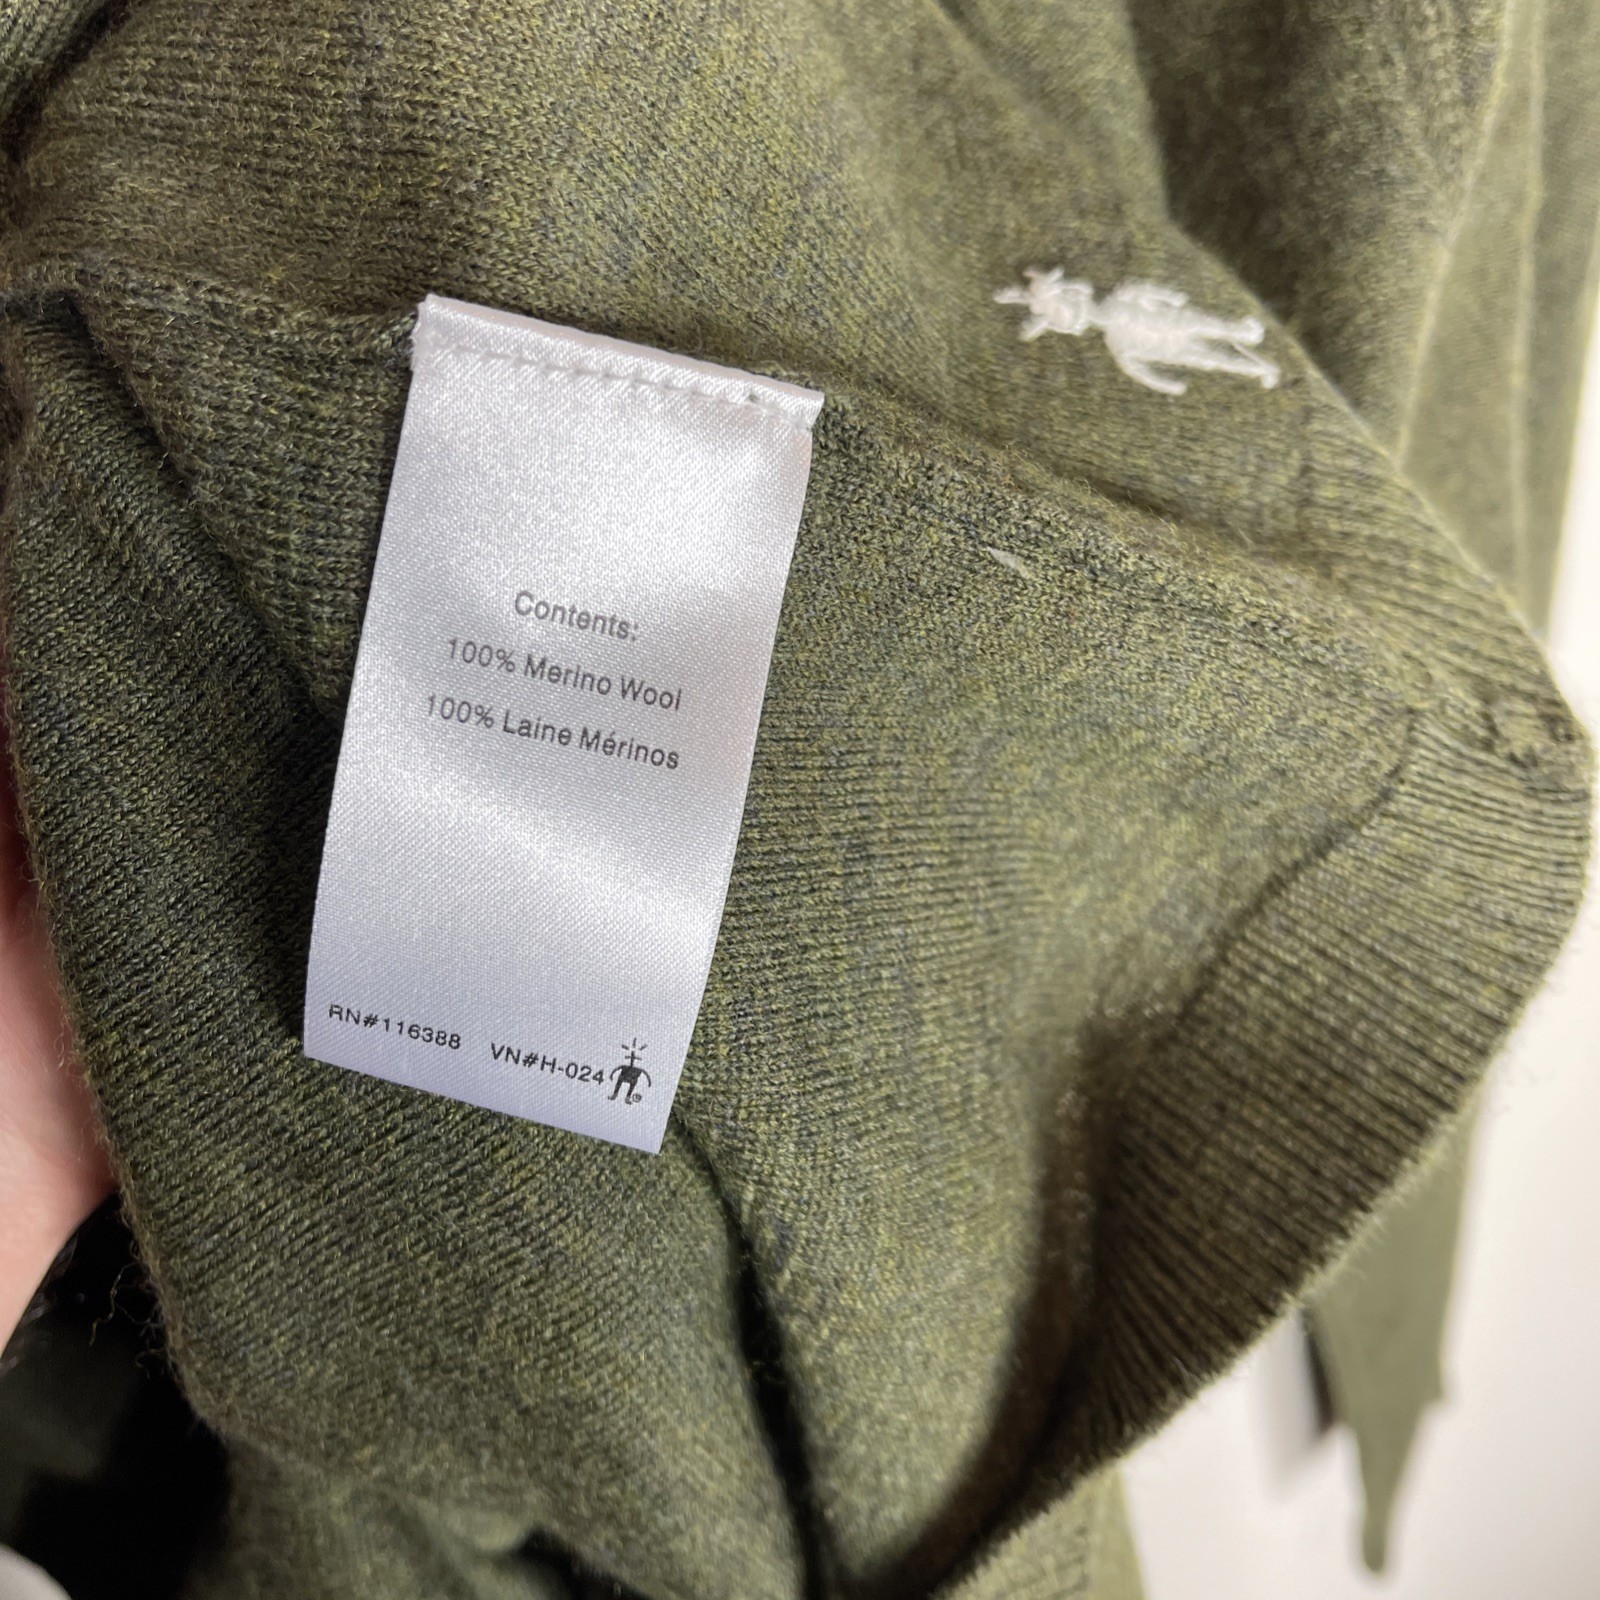 Contents:
100% Merino Wool
100% Laine Mérinos
RN#116388 VN#H-024